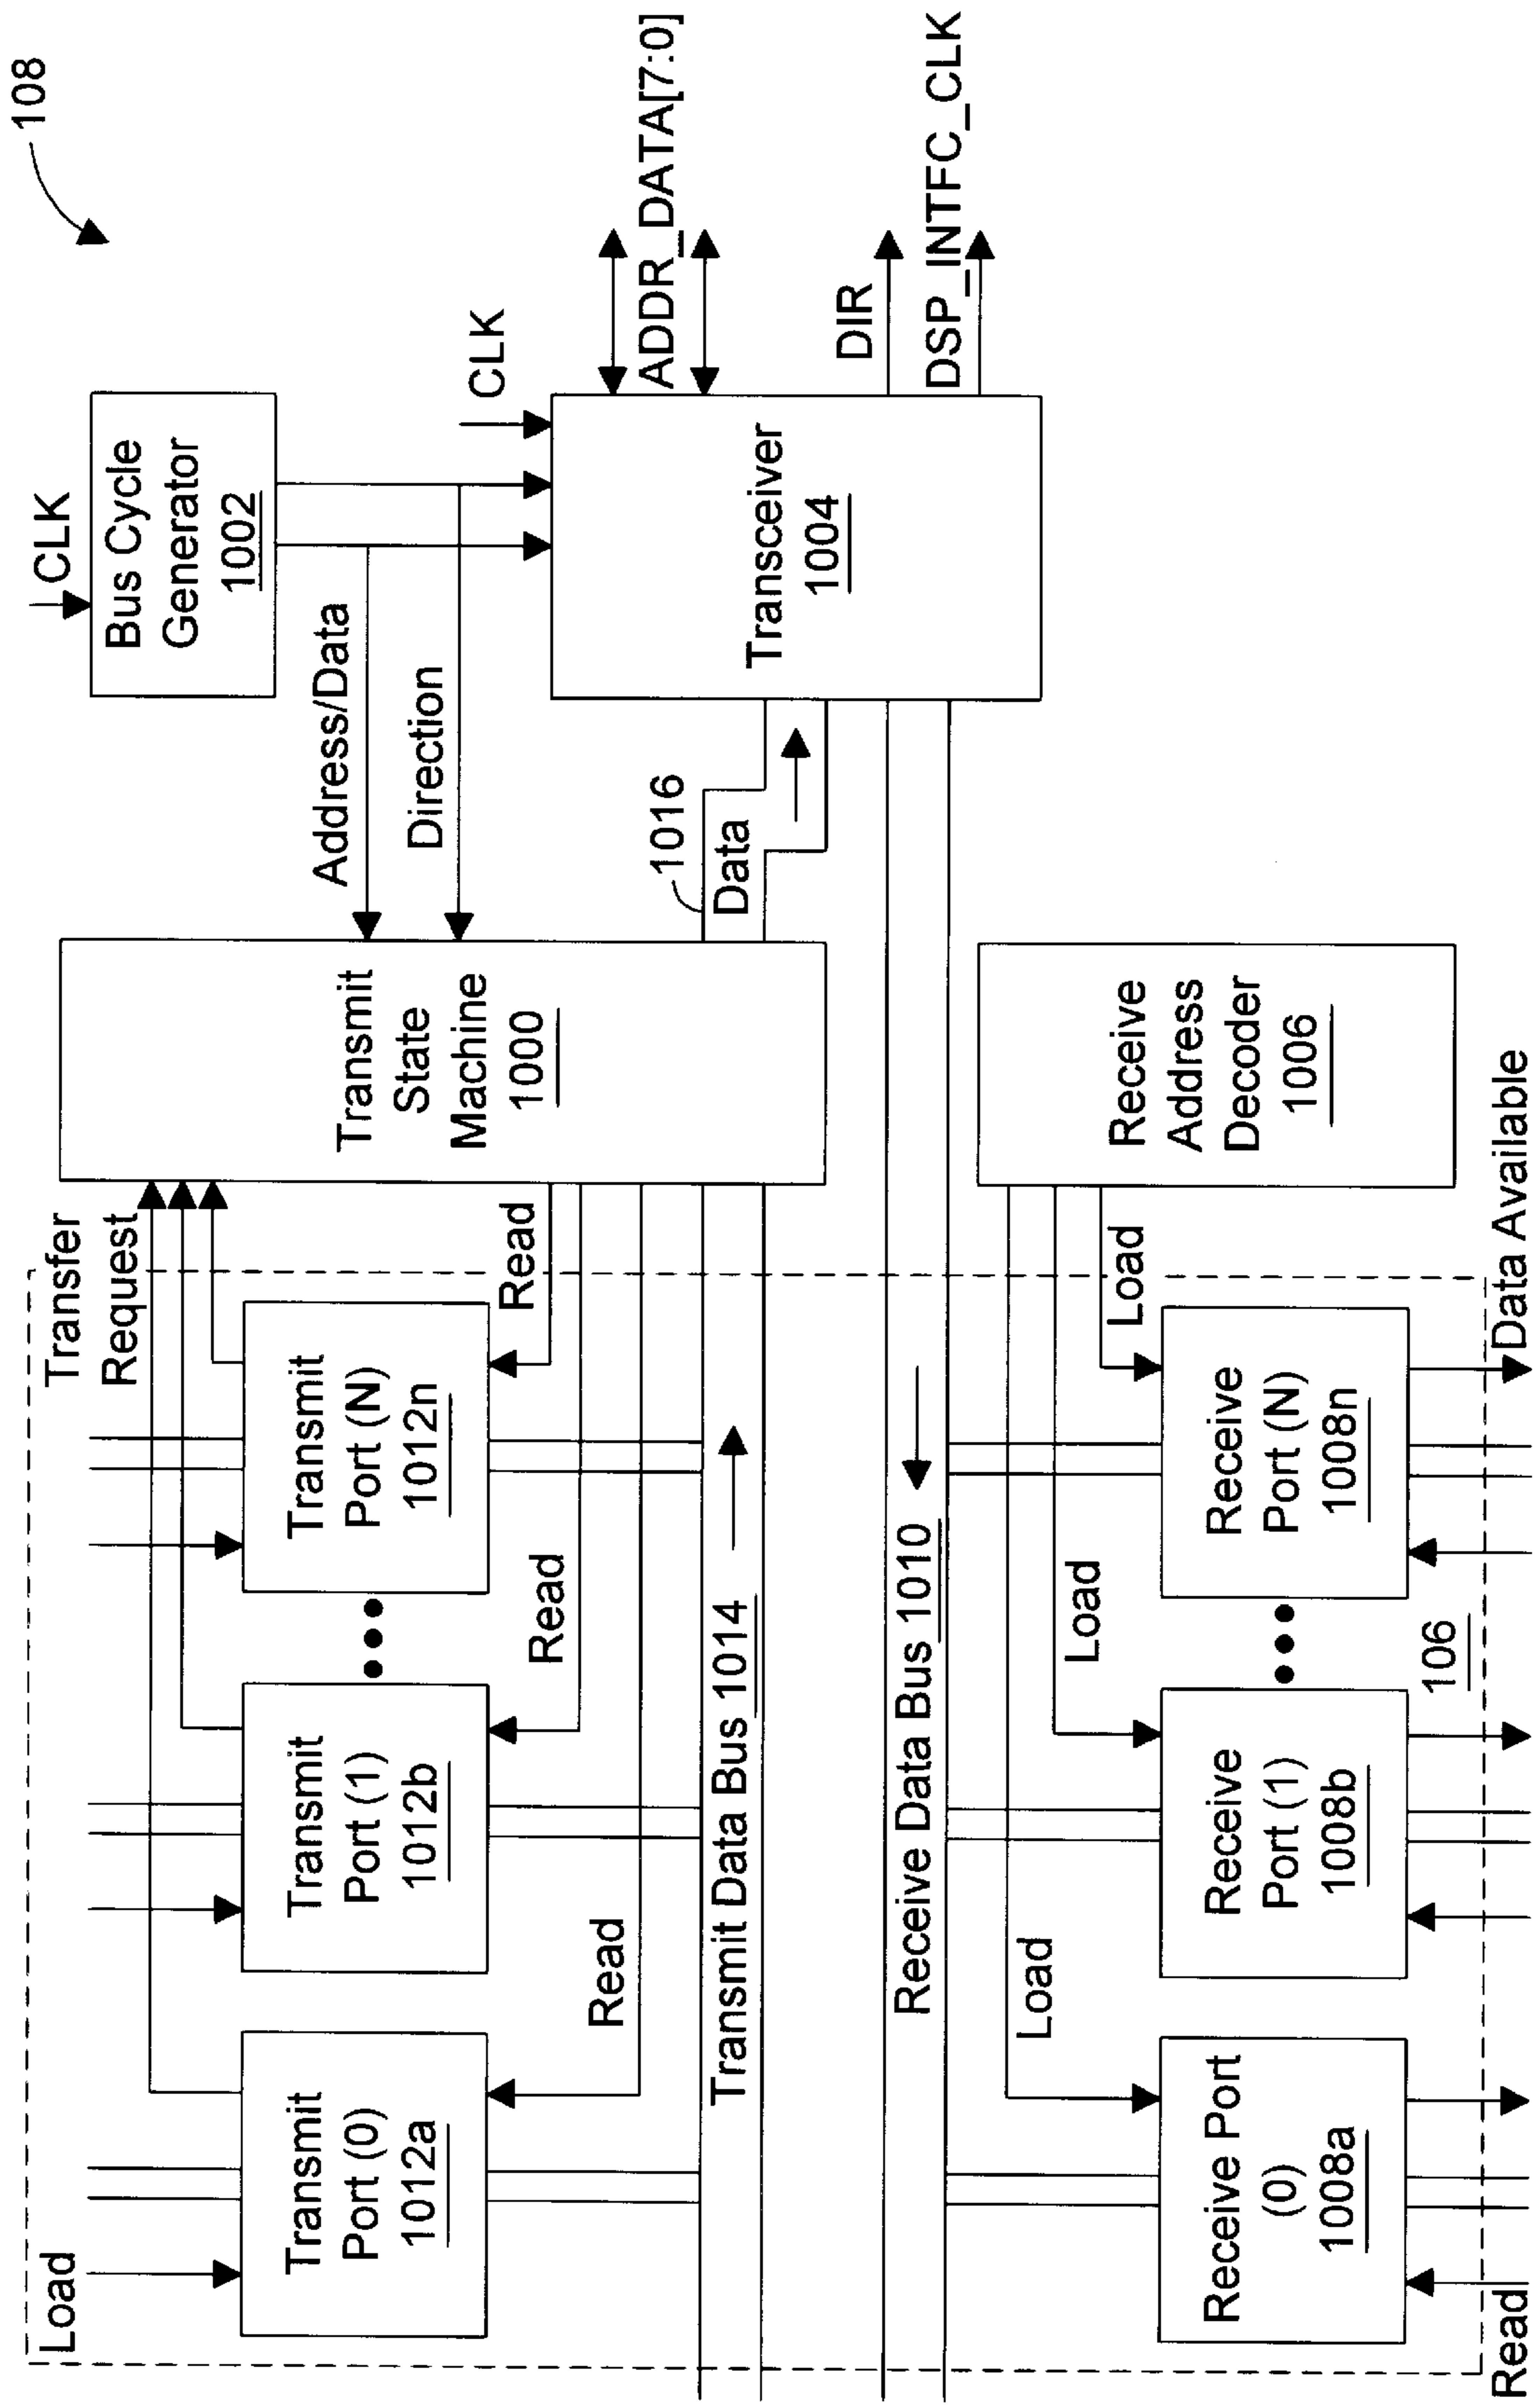 108
CLK
Bus Cycle
Generator
1002
CLK
Address/Data
Direction
ADDR_DATA[7:0]
DIR
DSP_INTFC_CLK
Transceiver
1004
1016
Data
Transmit
State
Machine
1000
Receive
Address
Decoder
1006
Transfer
Request
Load
Transmit
Port (0)
1012a
Transmit
Port (1)
1012b
Transmit
Port (N)
1012n
Read
Read
Read
Transmit Data Bus 1014
Receive Data Bus 1010
Load
Load
Load
Receive Port
(0)
1008a
Receive
Port (1)
1008b
Receive
Port (N)
1008n
106
Read
Data Available